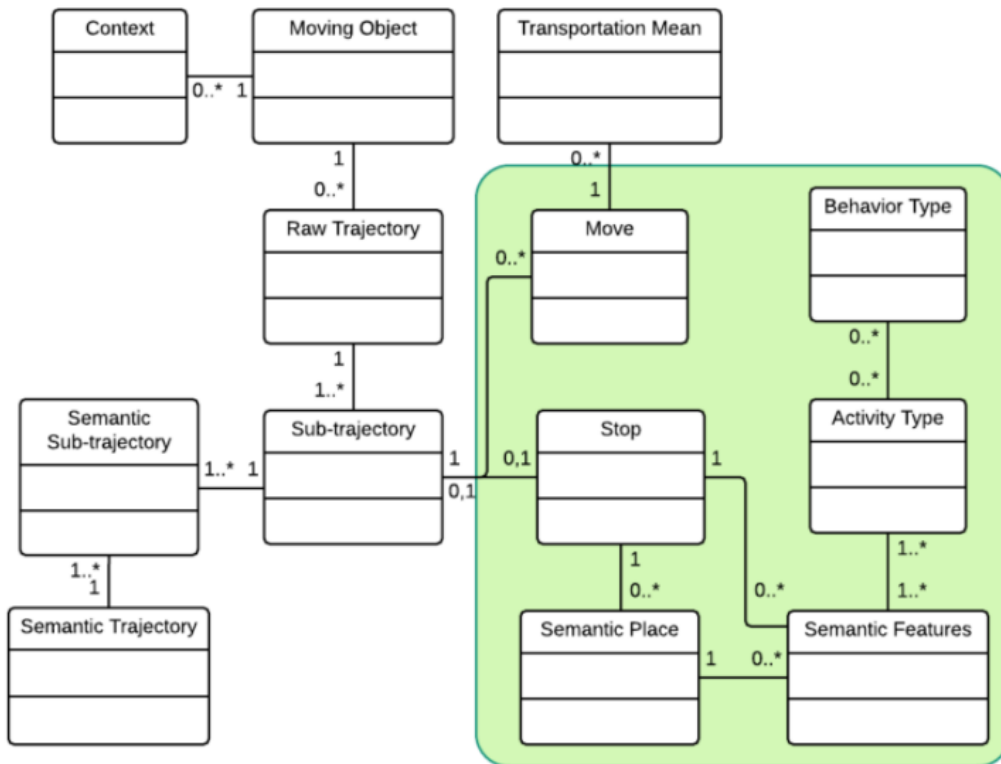 Context
Moving Object
Transportation Mean
0..* 1
1
0..*
0..*
1
Raw Trajectory
Move
Behavior Type
0..*
1
1..*
0..*
0..*
Semantic
Sub-trajectory
Sub-trajectory
Stop
Activity Type
1..* 1
1
0,1
0,1
1
1..*
1
1
0..*
0..*
1..*
1..*
Semantic Trajectory
Semantic Place
Semantic Features
1
0..*